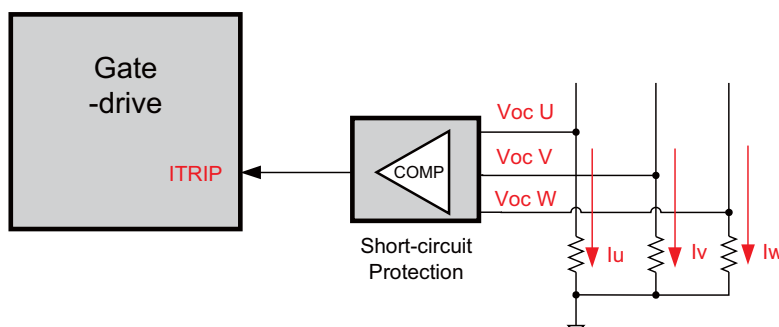 Gate
-drive
ITRIP
COMP
Short-circuit
Protection
Voc U
Voc V
Voc W
Iu
Iv
Iw